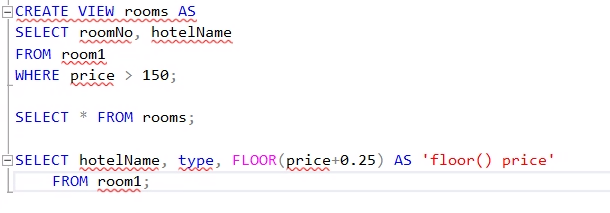 CREATE VIEW rooms AS
SELECT roomNo, hotelName
FROM room1
WHERE price > 150;
SELECT * FROM rooms;
SELECT hotelName, type, FLOOR(price+0.25) AS 'floor() price'
FROM room1;